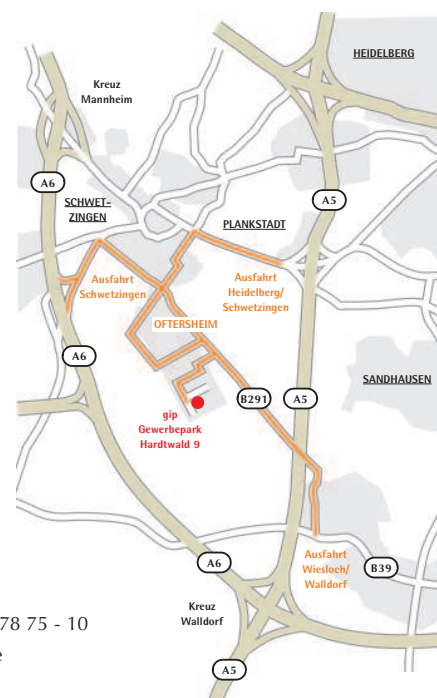 HEIDELBERG
Kreuz
Mannheim
A6
A5
SCHWET-
ZINGEN
PLANKSTADT
Ausfahrt
Schwetzingen
Ausfahrt
Heidelberg/
Schwetzingen
OFTERSHEIM
A6
SANDHAUSEN
B291
A5
gip
Gewerbepark
Hardtwald 9
Ausfahrt
Wiesloch/
Walldorf
A6
B39
Kreuz
Walldorf
78 75 - 10
e
A5